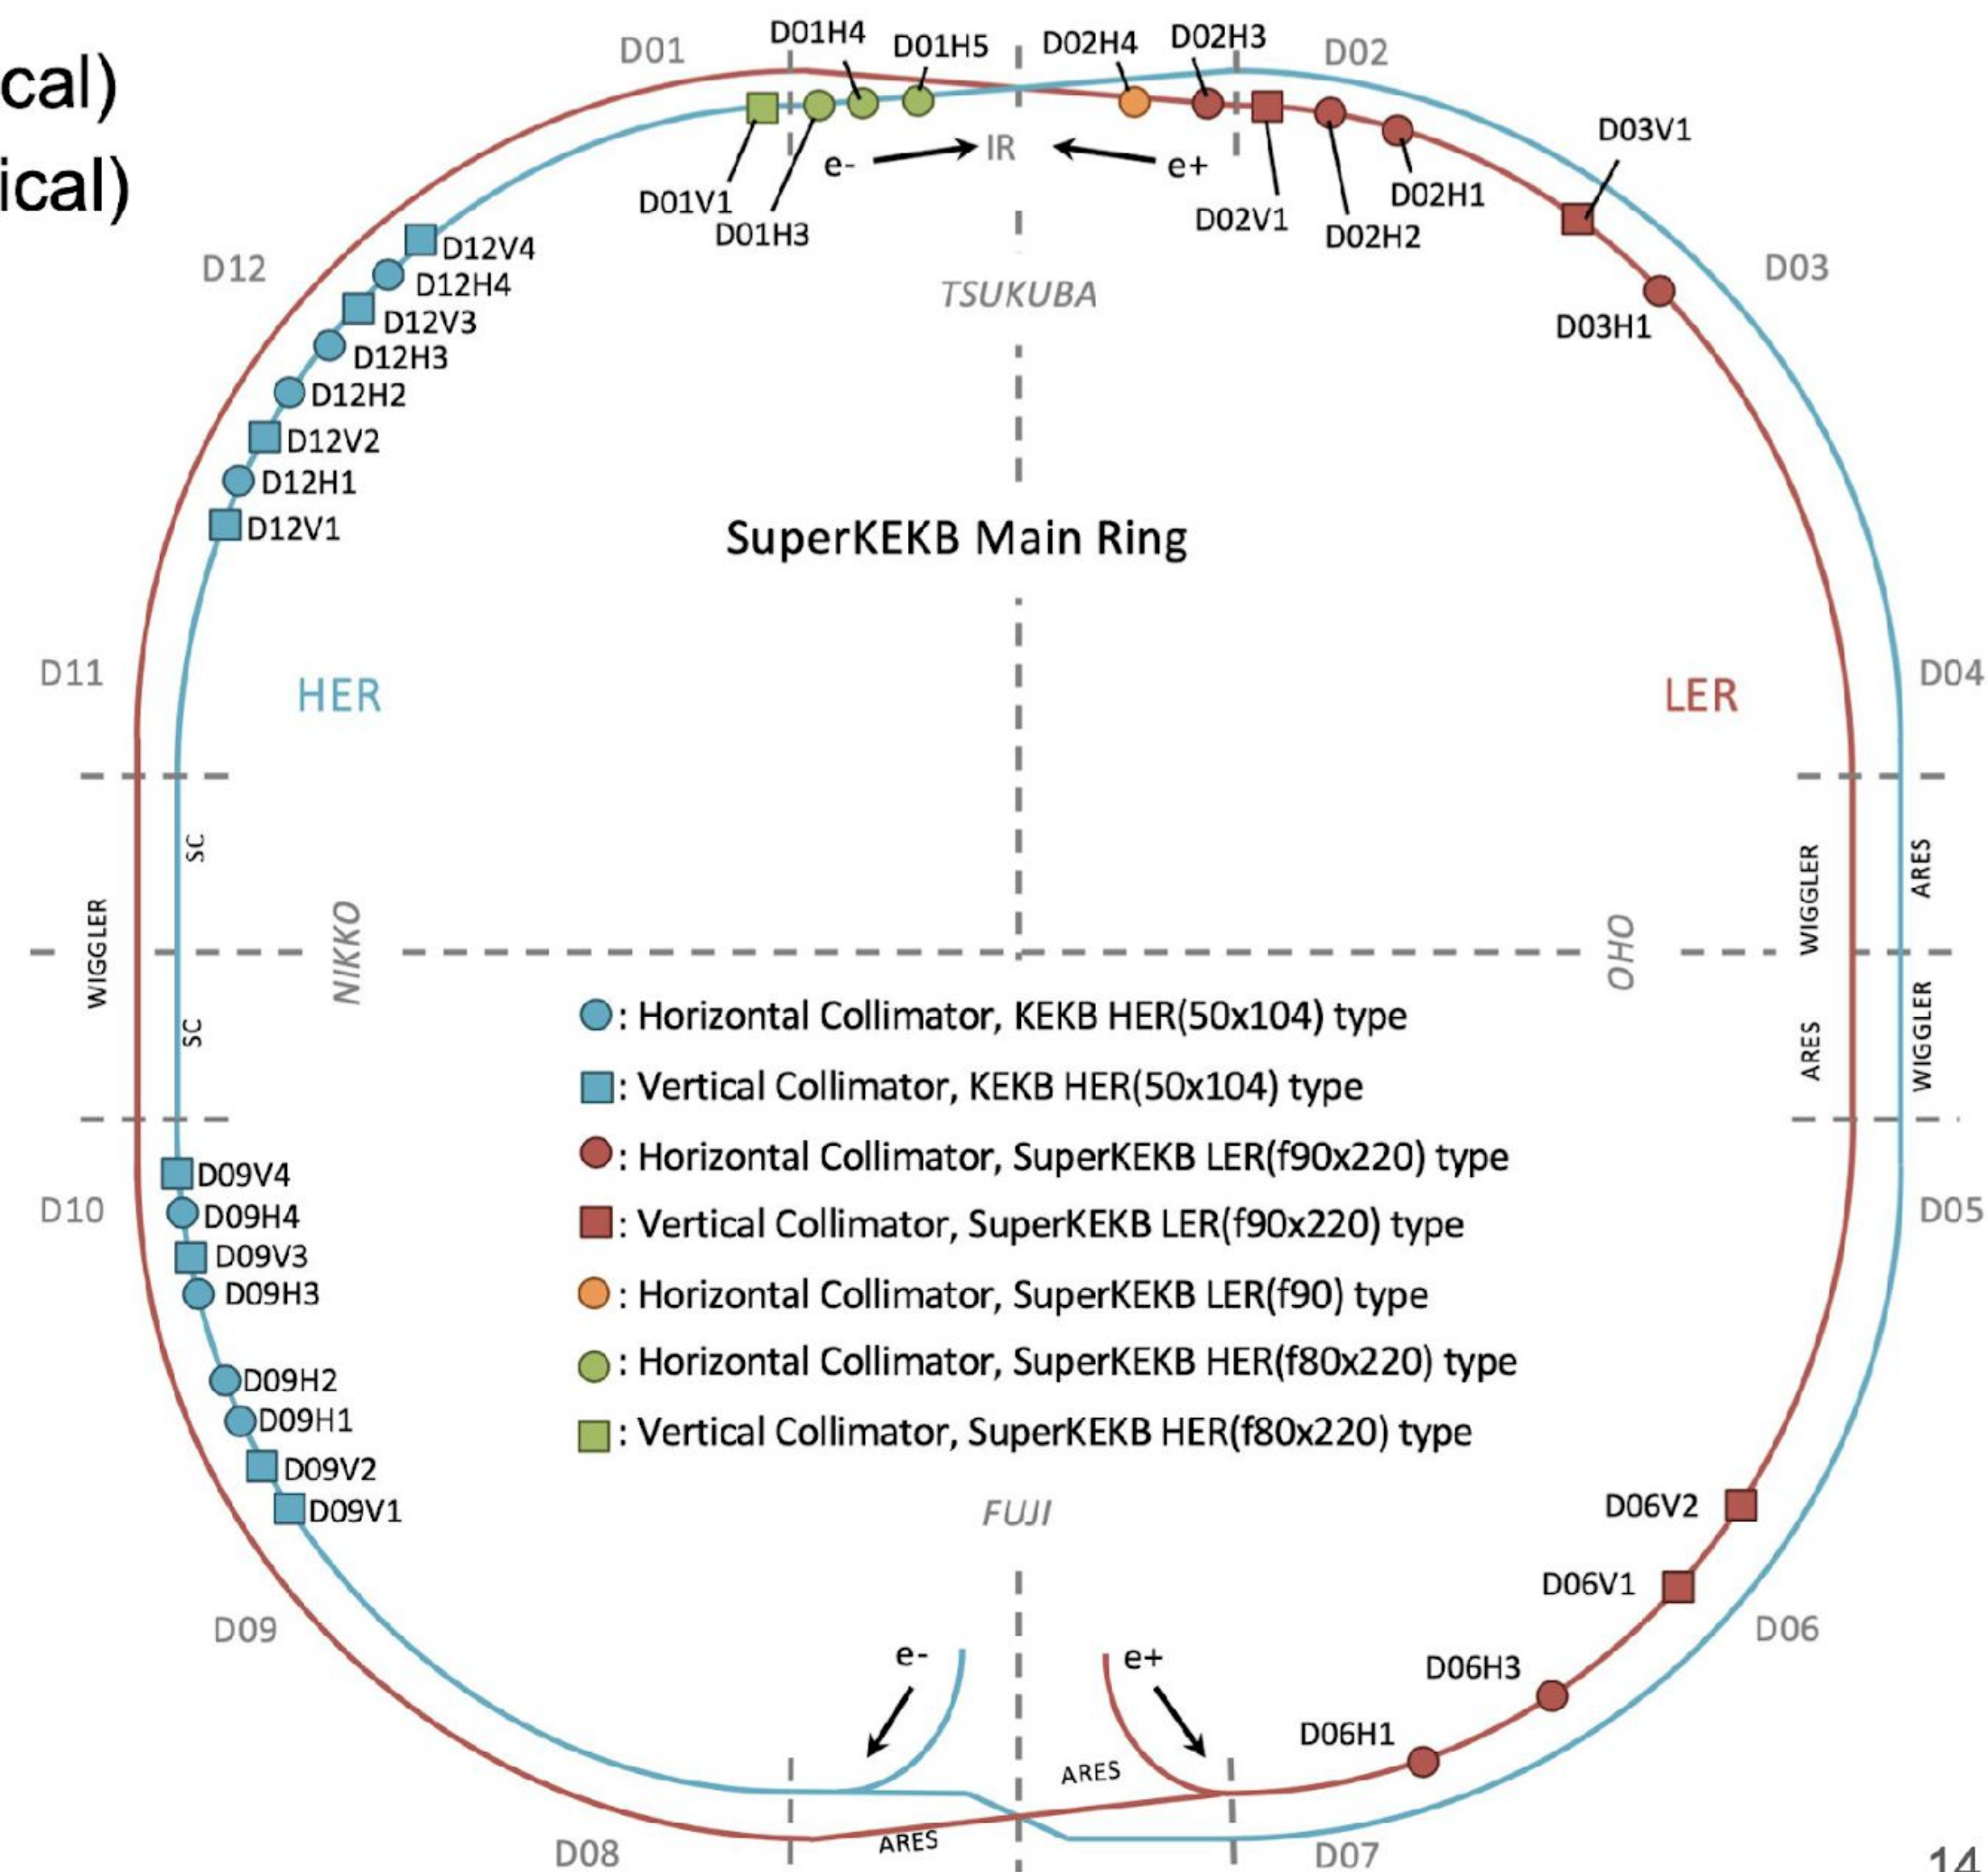 cal)
ical)
D01
D01H4
D01H5
D02H4
D02H3
D02
D03V1
e-
IR
e+
D01V1
D01H3
D02V1
D02H2
D02H1
D12
D12V4
D12H4
D12V3
D12H3
D12H2
D12V2
D12H1
D12V1
TSUKUBA
D03
D03H1
SuperKEKB Main Ring
D11
HER
LER
D04
SC
WIGGLER
ARES
WIGGLER
NIKKO
OHO
SC
ARES
WIGGLER
: Horizontal Collimator, KEKB HER(50x104) type
: Vertical Collimator, KEKB HER(50x104) type
: Horizontal Collimator, SuperKEKB LER(f90x220) type
: Vertical Collimator, SuperKEKB LER(f90x220) type
: Horizontal Collimator, SuperKEKB LER(f90) type
: Horizontal Collimator, SuperKEKB HER(f80x220) type
: Vertical Collimator, SuperKEKB HER(f80x220) type
D10
D09V4
D09H4
D09V3
D09H3
D09H2
D09H1
D09V2
D09V1
D05
FUJI
D06V2
D06V1
D09
D06
e-
e+
D06H3
D06H1
ARES
ARES
D08
D07
14